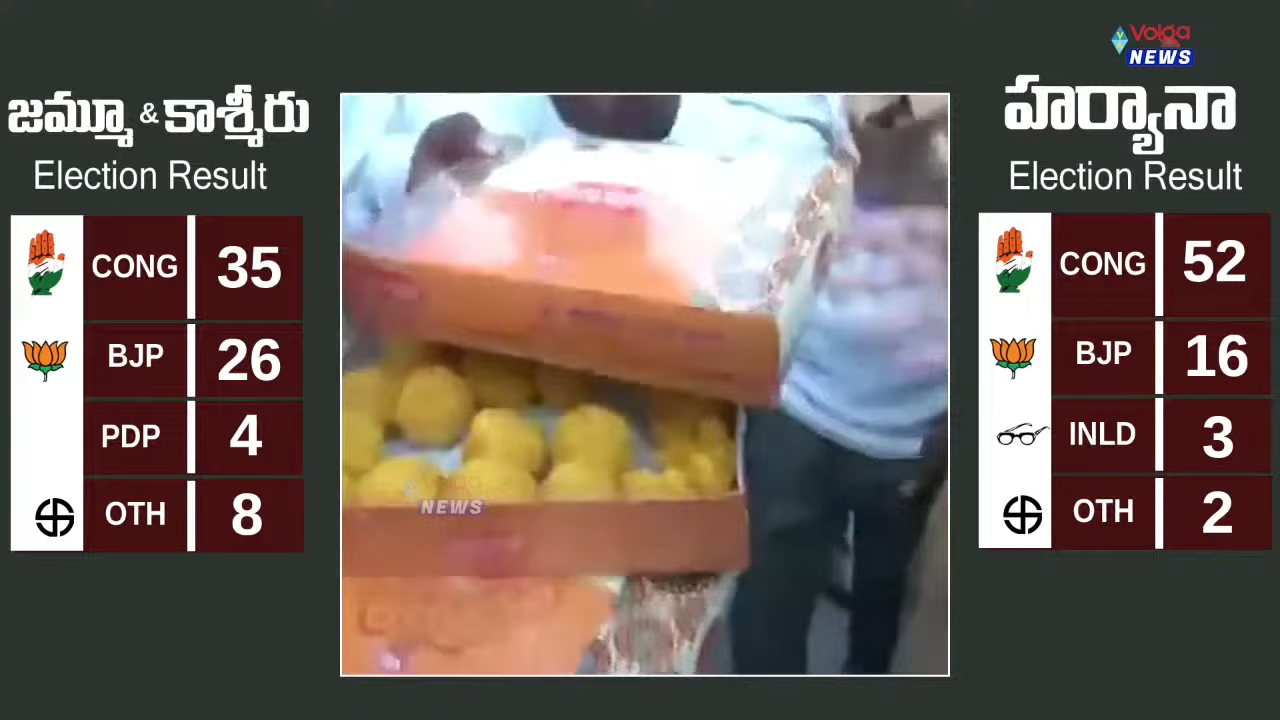 Volga
NEWS
జమ్మూ & కాశ్మీరు
Election Result
CONG 35
BJP 26
PDP 4
OTH 8
Volga
NEWS
హర్యానా
Election Result
CONG 52
BJP 16
INLD 3
OTH 2